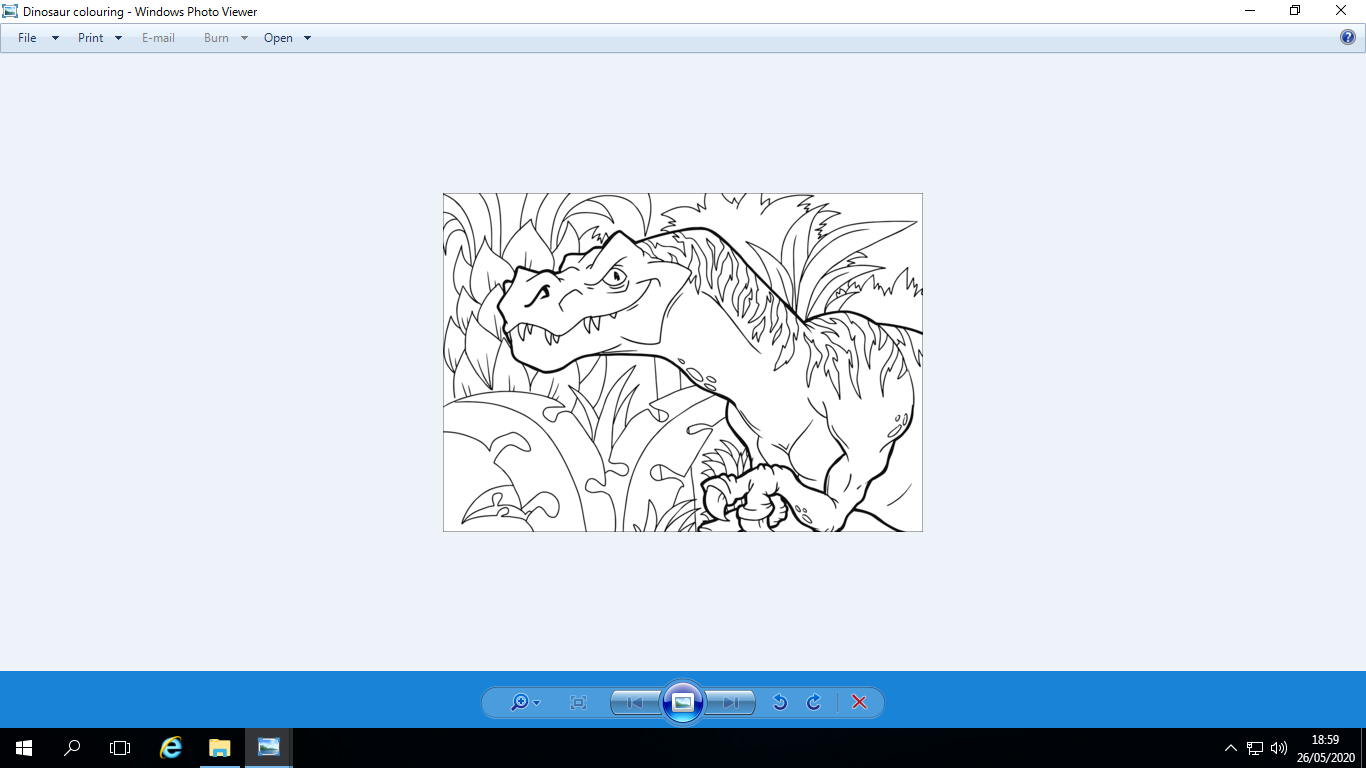 Dinosaur colouring - Windows Photo Viewer
File Print E-mail Burn Open
18:59
26/05/2020